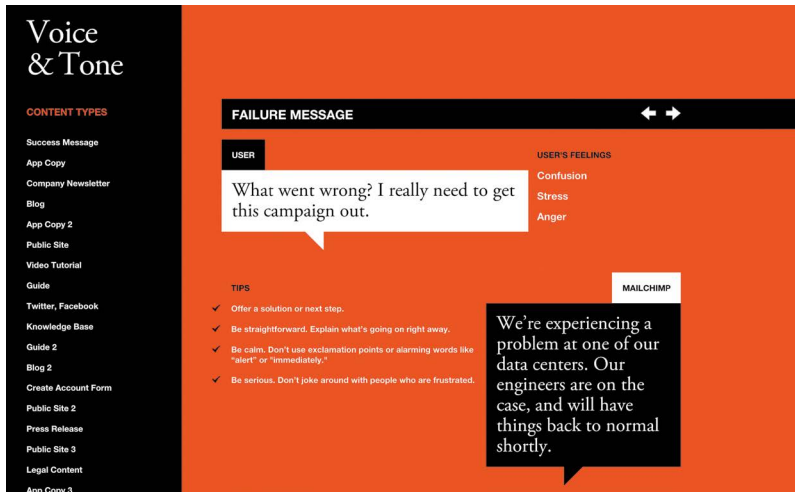 Voice
& Tone
CONTENT TYPES
Success Message
App Copy
Company Newsletter
Blog
App Copy 2
Public Site
Video Tutorial
Guide
Twitter, Facebook
Knowledge Base
Guide 2
Blog 2
Create Account Form
Public Site 2
Press Release
Public Site 3
Legal Content
App Copy 3
FAILURE MESSAGE
USER
What went wrong? I really need to get
this campaign out.
USER'S FEELINGS
Confusion
Stress
Anger
TIPS
Offer a solution or next step.
Be straightforward. Explain what's going on right away.
Be calm. Don't use exclamation points or alarming words like
"alert" or "immediately."
Be serious. Don't joke around with people who are frustrated.
MAILCHIMP
We're experiencing a
problem at one of our
data centers. Our
engineers are on the
case, and will have
things back to normal
shortly.